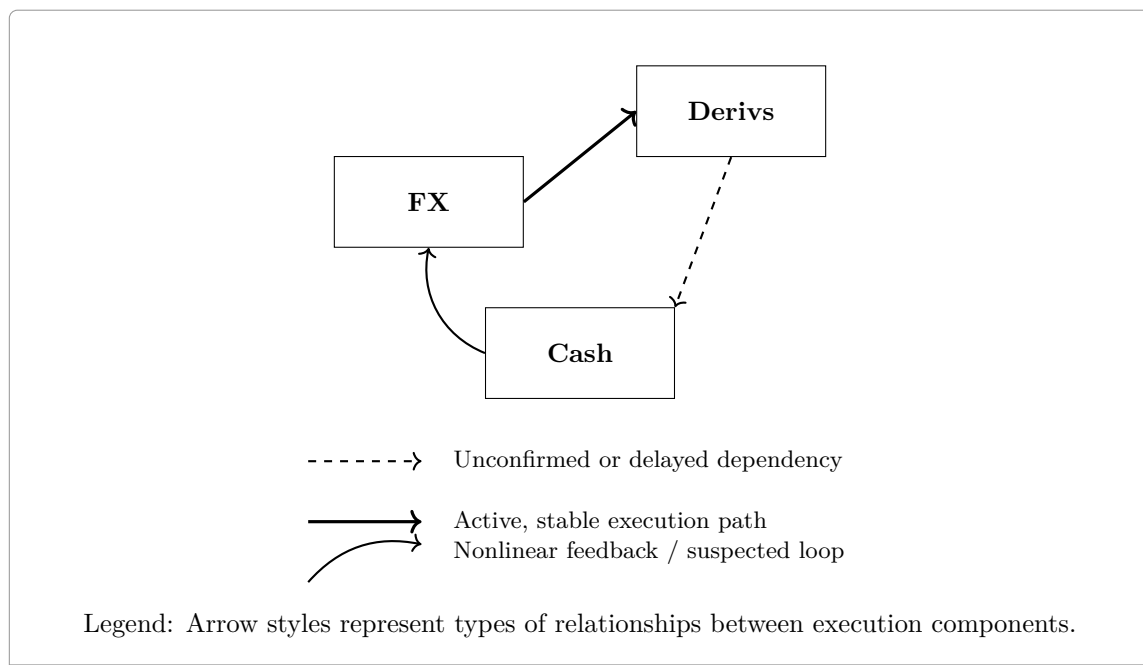 Derivs
FX
Cash
Unconfirmed or delayed dependency
Active, stable execution path
Nonlinear feedback / suspected loop
Legend: Arrow styles represent types of relationships between execution components.